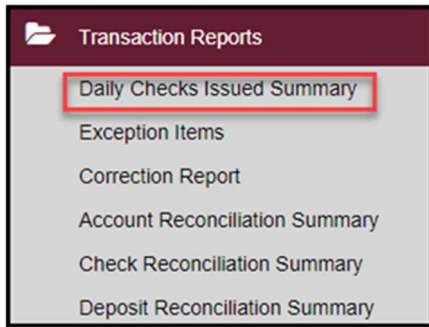 Transaction Reports
Daily Checks Issued Summary
Exception Items
Correction Report
Account Reconciliation Summary
Check Reconciliation Summary
Deposit Reconciliation Summary